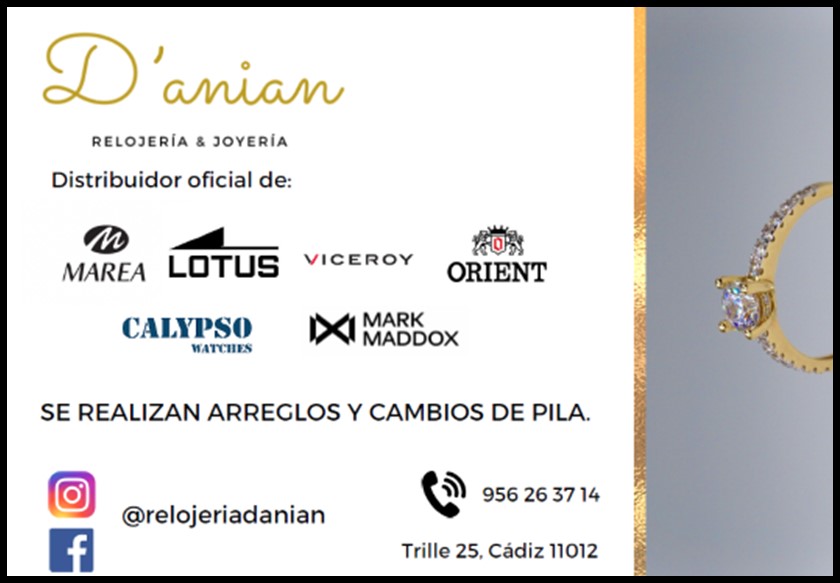 D'anian
RELOJERÍA & JOYERÍA
Distribuidor oficial de:
MAREA
LOTUS
VICEROY
ORIENT
CALYPSO
WATCHES
MARK
MADDOX
SE REALIZAN ARREGLOS Y CAMBIOS DE PILA.
@relojeriadanian
956 26 37 14
Trille 25, Cádiz 11012